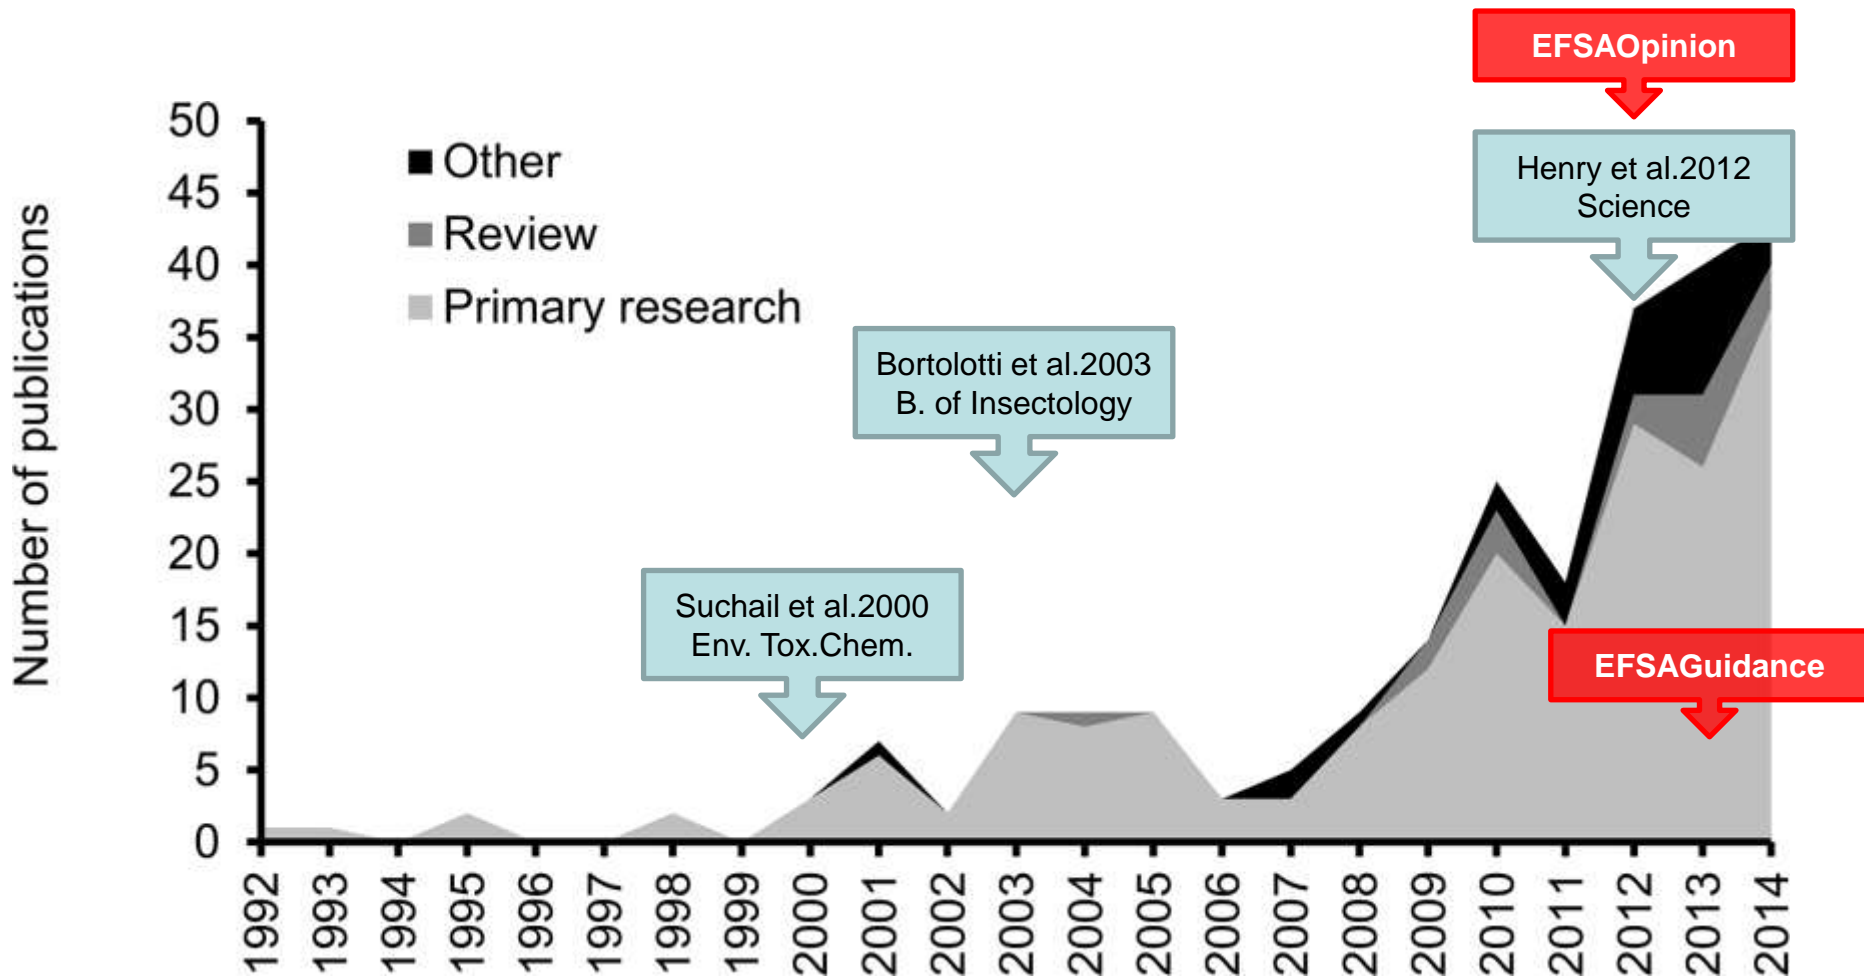 EFSAOpinion
Henry et al.2012
Science
Other
Review
Primary research
Bortolotti et al.2003
B. of Insectology
Suchail et al.2000
Env. Tox.Chem.
EFSAGuidance
Number of publications
50
45
40
35
30
25
20
15
10
5
0
1992
1993
1994
1995
1996
1997
1998
1999
2000
2001
2002
2003
2004
2005
2006
2007
2008
2009
2010
2011
2012
2013
2014